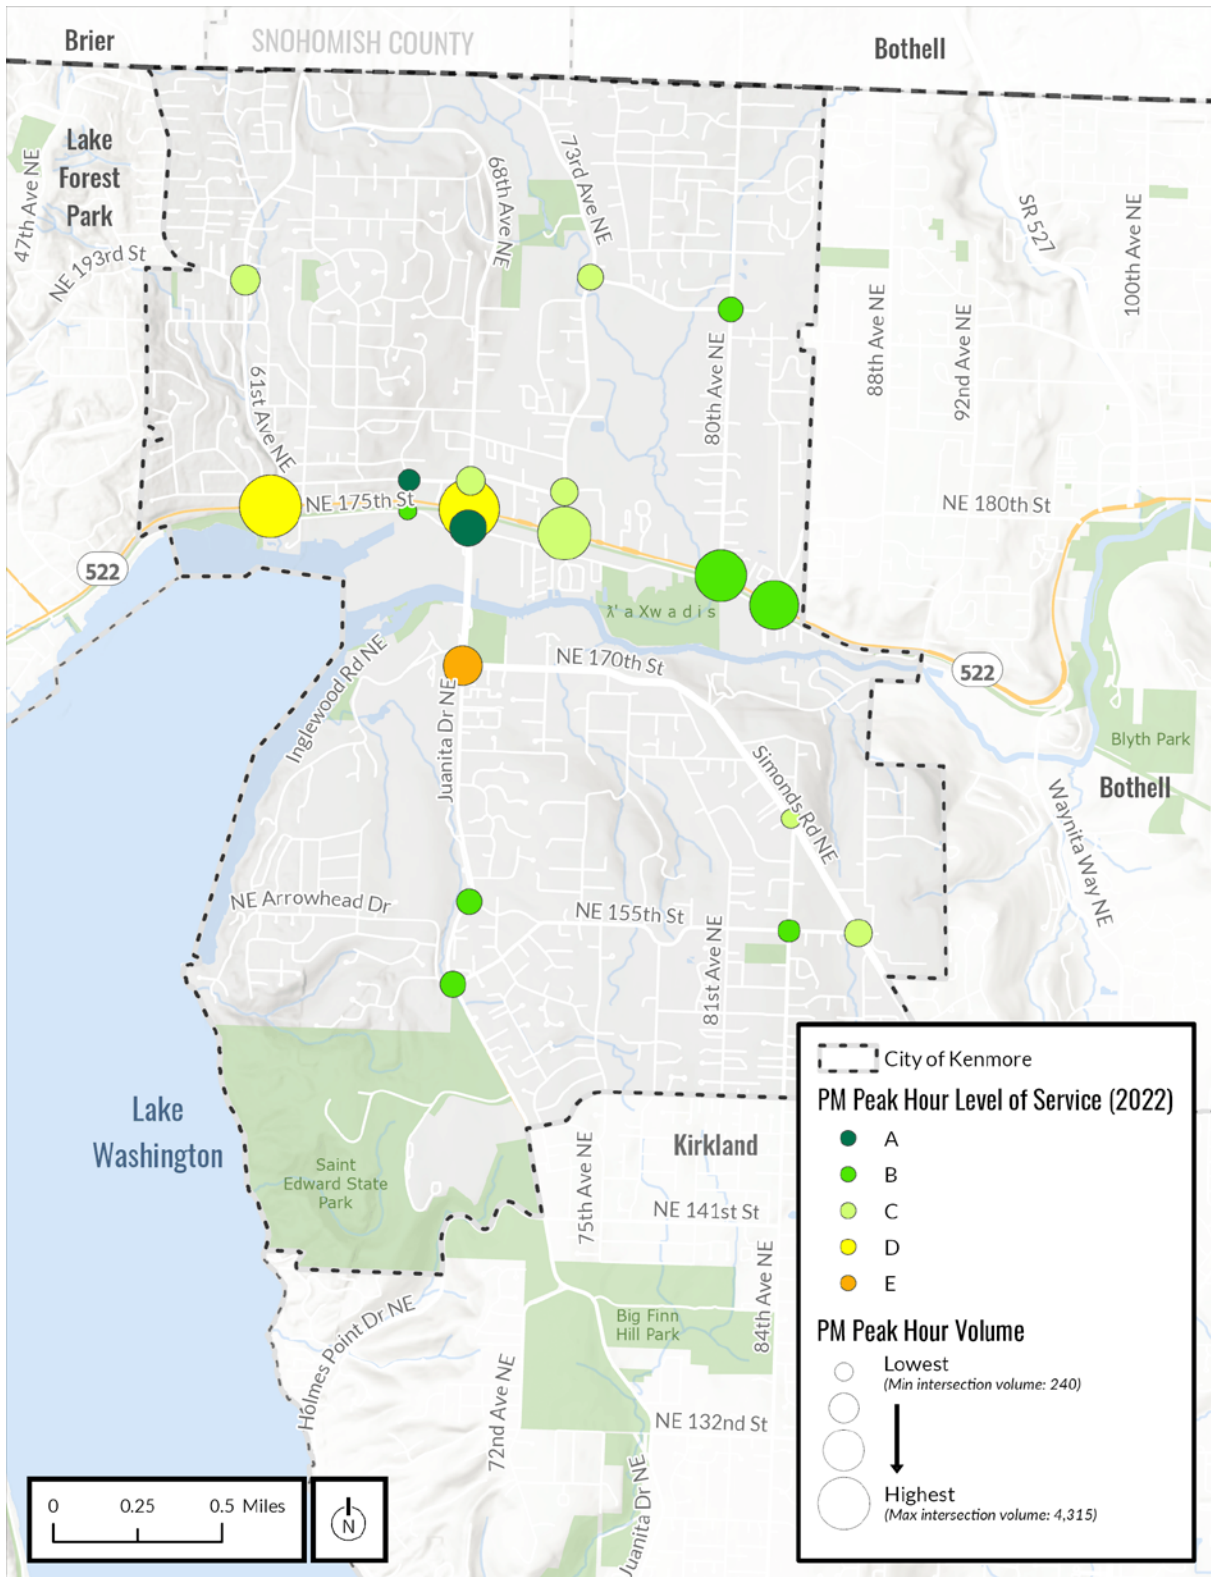 Brier
SNOHOMISH COUNTY
Bothell
Lake
Forest
Park
47th Ave NE
NE 193rd St
68th Ave NE
73rd Ave NE
SR 527
100th Ave NE
88th Ave NE
92nd Ave NE
80th Ave NE
61st Ave NE
NE 175th St
NE 180th St
522
ƛ' a X w a d i s
522
NE 170th St
Inglewood Rd NE
Juanita Dr NE
Simonds Rd NE
Blyth Park
Bothell
Waynita Way NE
NE Arrowhead Dr
NE 155th St
81st Ave NE
Lake
Washington
Saint
Edward State
Park
Kirkland
75th Ave NE
NE 141st St
84th Ave NE
Big Finn
Hill Park
Holmes Point Dr NE
72nd Ave NE
NE 132nd St
Juanita Dr NE
City of Kenmore
PM Peak Hour Level of Service (2022)
A
B
C
D
E
PM Peak Hour Volume
Lowest
(Min intersection volume: 240)
Highest
(Max intersection volume: 4,315)
0 0.25 0.5 Miles
N